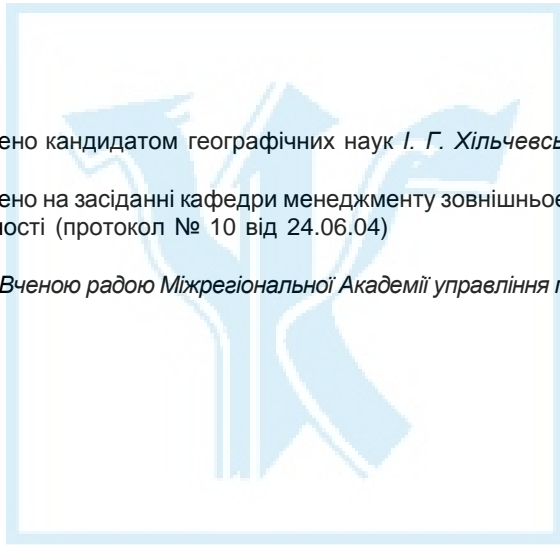 ено кандидатом географічних наук І. Г. Хільчевсь
ено на засіданні кафедри менеджменту зовнішньое
ності (протокол № 10 від 24.06.04)
Вченою радою Міжрегіональної Академії управління п